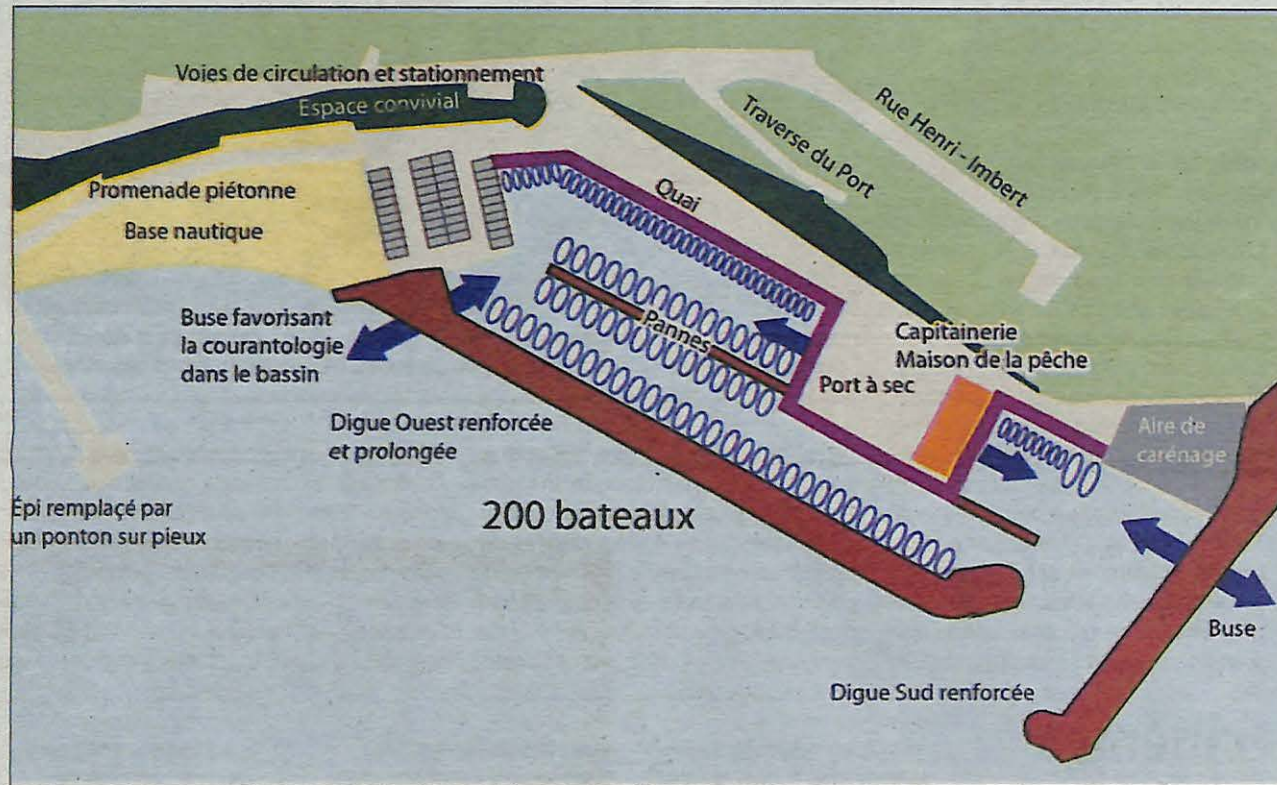 Voies de circulation et stationnement
Espace convivial
Rue Henri - Imbert
Traverse du Port
Promenade piétonne
Quai
Base nautique
Buse favorisant
la courantologie
dans le bassin
Pannes
Capitainerie
Maison de la pêche
Port à sec
Digue Ouest renforcée
et prolongée
Aire de
carénage
Épi remplacé par
un ponton sur pieux
200 bateaux
Buse
Digue Sud renforcée